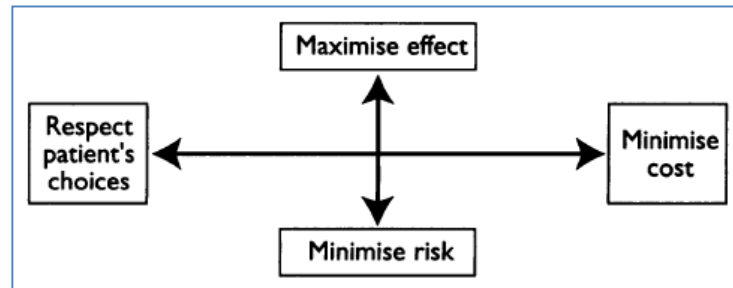 Maximise effect
Respect
patient's
choices
Minimise
cost
Minimise risk